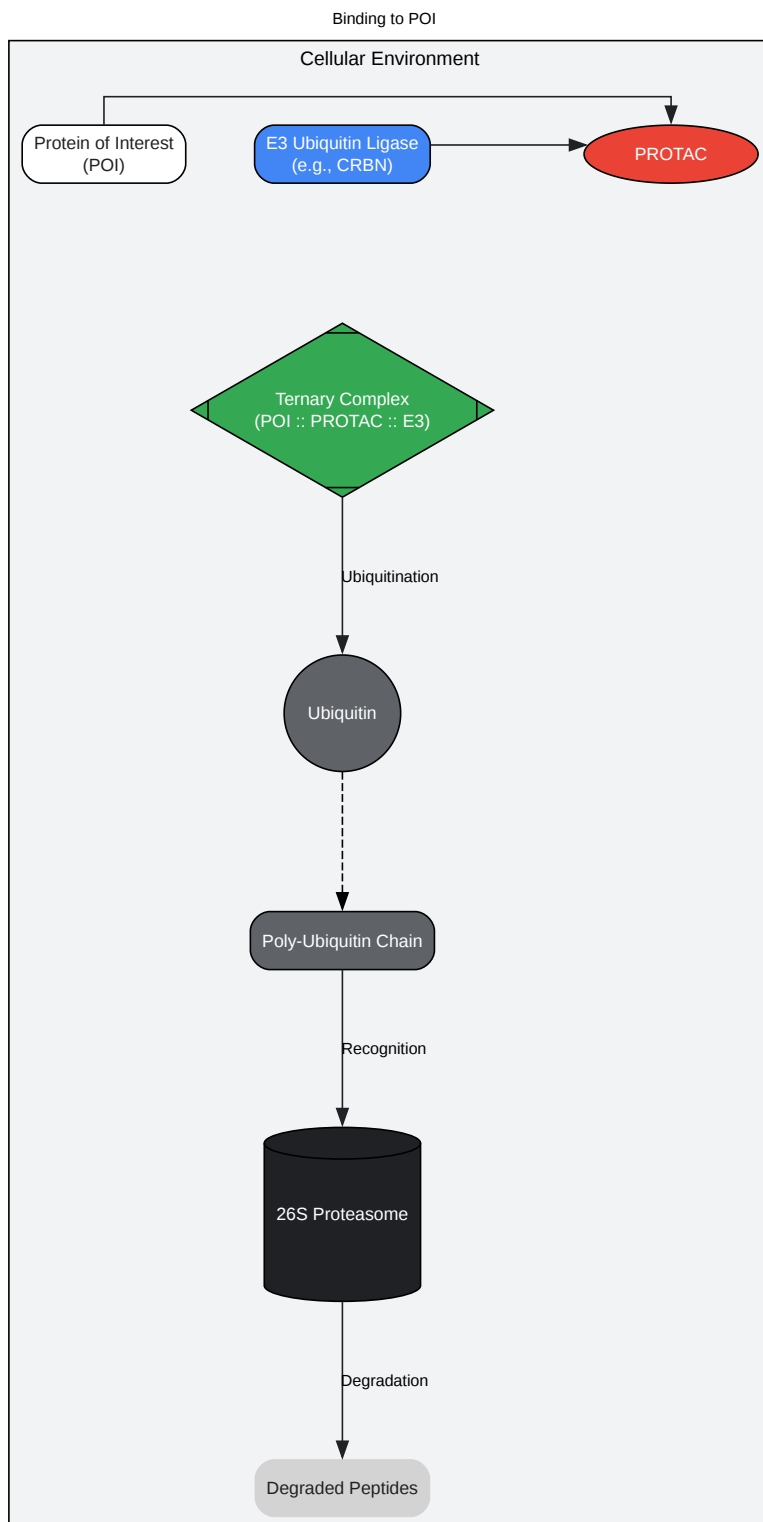 Binding to POI
Cellular Environment
Protein of Interest
(POI)
E3 Ubiquitin Ligase
(e.g., CRBN)
PROTAC
Ternary Complex
(POI :: PROTAC :: E3)
Ubiquitination
Ubiquitin
Poly-Ubiquitin Chain
Recognition
26S Proteasome
Degradation
Degraded Peptides